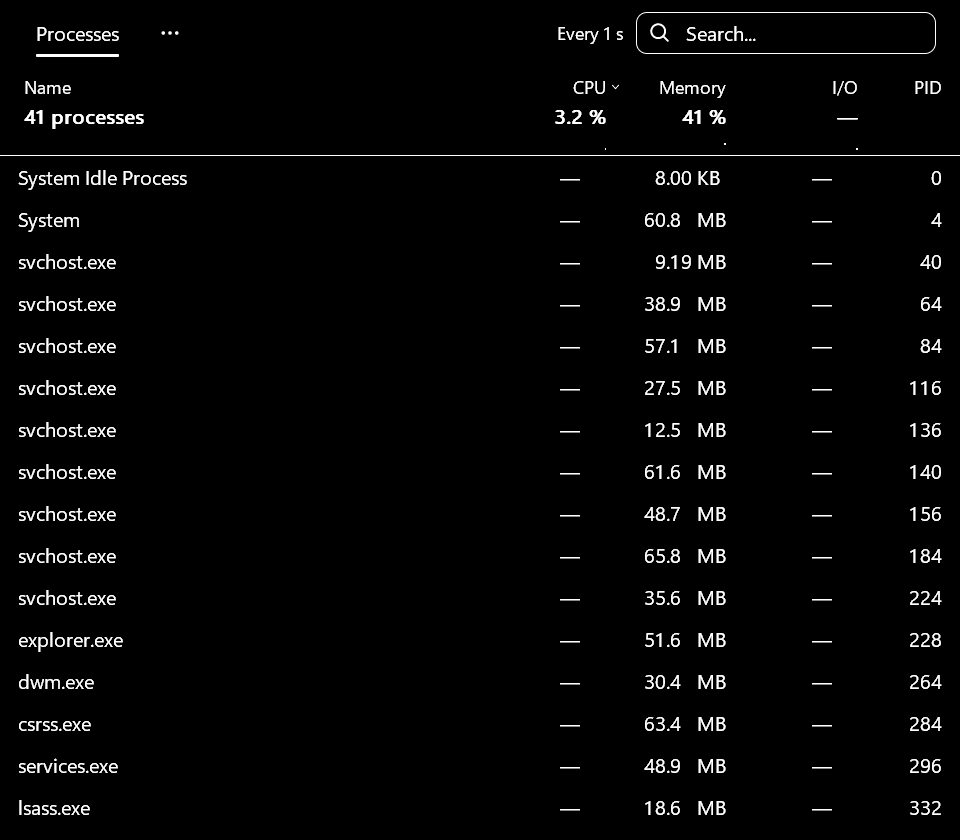 Processes ··· Every 1 s Search...
Name CPU Memory I/O PID
41 processes 3.2 % 41 % —
System Idle Process — 8.00 KB — 0
System — 60.8 MB — 4
svchost.exe — 9.19 MB — 40
svchost.exe — 38.9 MB — 64
svchost.exe — 57.1 MB — 84
svchost.exe — 27.5 MB — 116
svchost.exe — 12.5 MB — 136
svchost.exe — 61.6 MB — 140
svchost.exe — 48.7 MB — 156
svchost.exe — 65.8 MB — 184
svchost.exe — 35.6 MB — 224
explorer.exe — 51.6 MB — 228
dwm.exe — 30.4 MB — 264
csrss.exe — 63.4 MB — 284
services.exe — 48.9 MB — 296
lsass.exe — 18.6 MB — 332